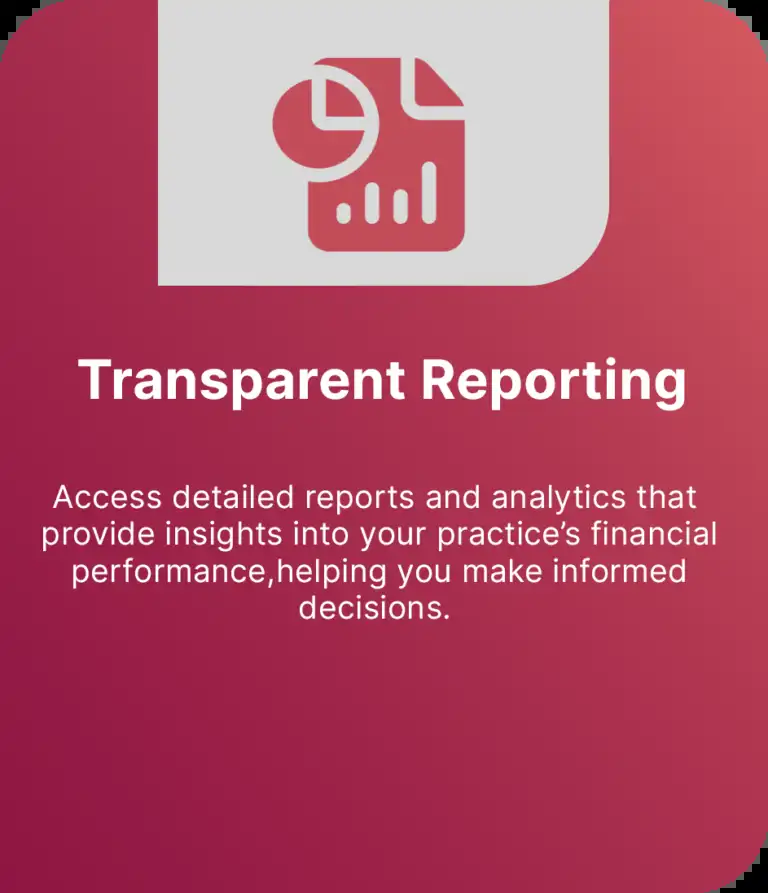 Transparent Reporting
Access detailed reports and analytics that
provide insights into your practice’s financial
performance,helping you make informed
decisions.